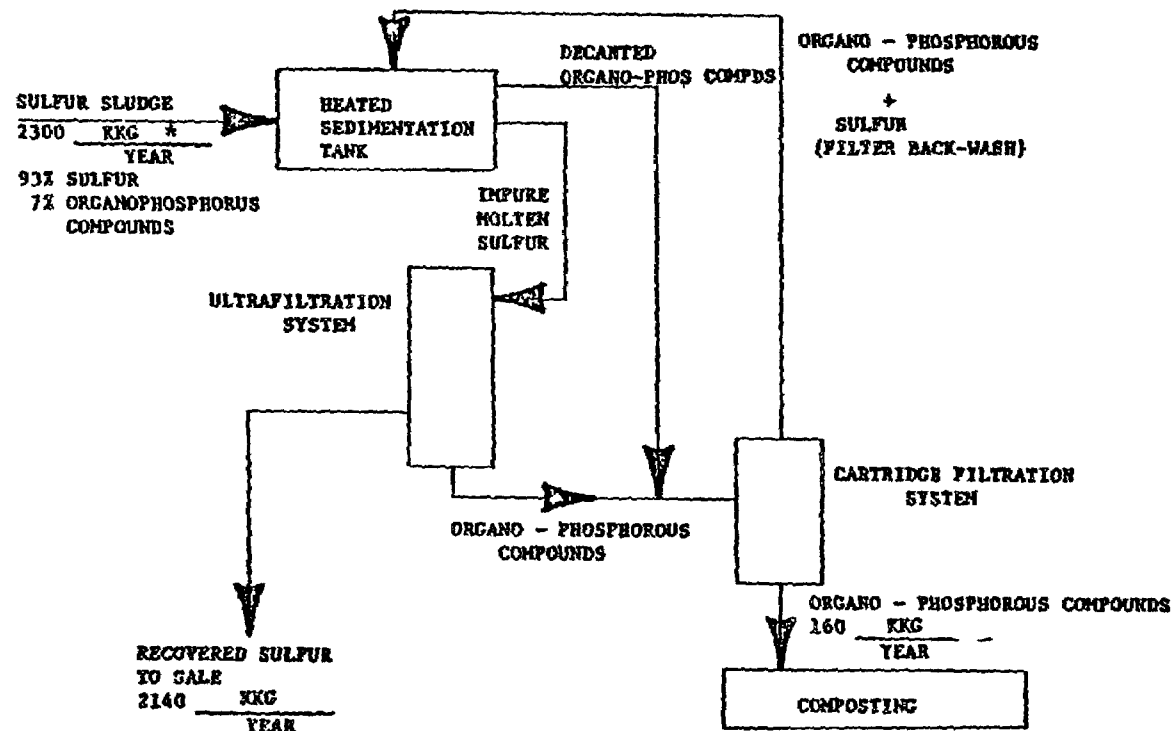 ORGANO - PHOSPHOROUS
COMPOUNDS
+
SULFUR
(FILTER BACK-WASH)
DECANTED
ORGANO-PHOS COMPDS
SULFUR SLUDGE
2300 KKG *
YEAR
93% SULFUR
7% ORGANOPHOSPHORUS
COMPOUNDS
HEATED
SEDIMENTATION
TANK
IMPURE
MOLTEN
SULFUR
ULTRAFILTRATION
SYSTEM
CARTRIDGE FILTRATION
SYSTEM
ORGANO - PHOSPHOROUS
COMPOUNDS
ORGANO - PHOSPHOROUS COMPOUNDS
160 KKG
YEAR
RECOVERED SULFUR
TO SALE
2140 KKG
YEAR
COMPOSTING